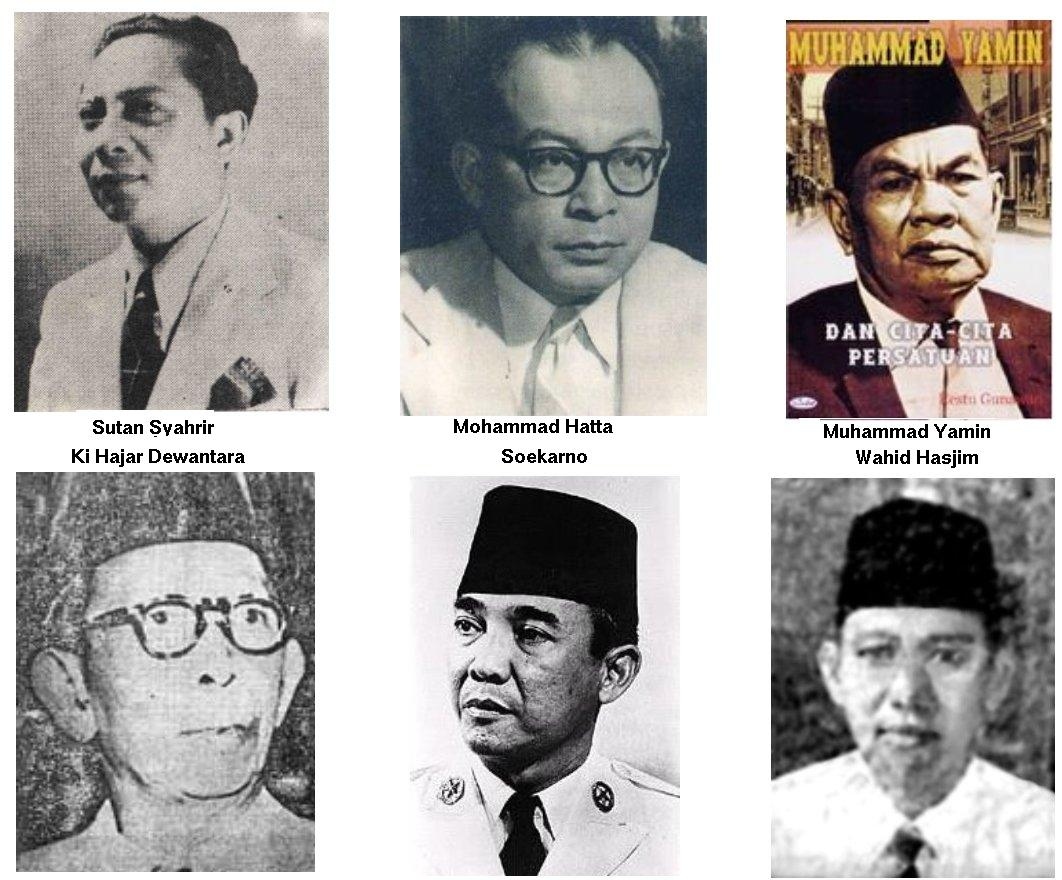 MUHAMMAD YAMIN
DAN CITA-CITA
PERSATUAN
Sutan Syahrir
Mohammad Hatta
Muhammad Yamin
Ki Hajar Dewantara
Soekarno
Wahid Hasjim